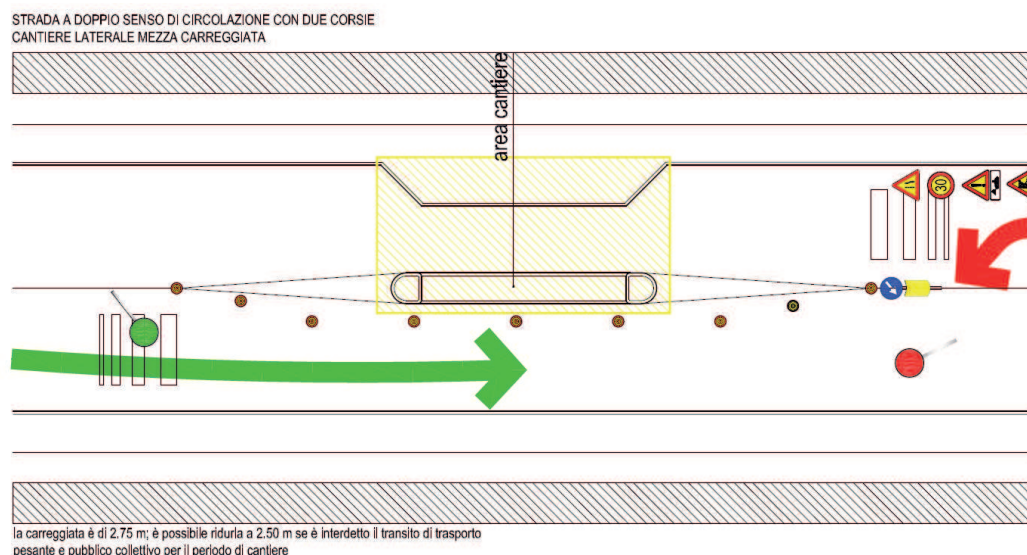 STRADA A DOPPIO SENSO DI CIRCOLAZIONE CON DUE CORSIE
CANTIERE LATERALE MEZZA CARREGGIATA
area cantiere
30
la carreggiata è di 2.75 m; è possibile ridurla a 2.50 m se è interdetto il transito di trasporto
pesante e pubblico collettivo per il periodo di cantiere